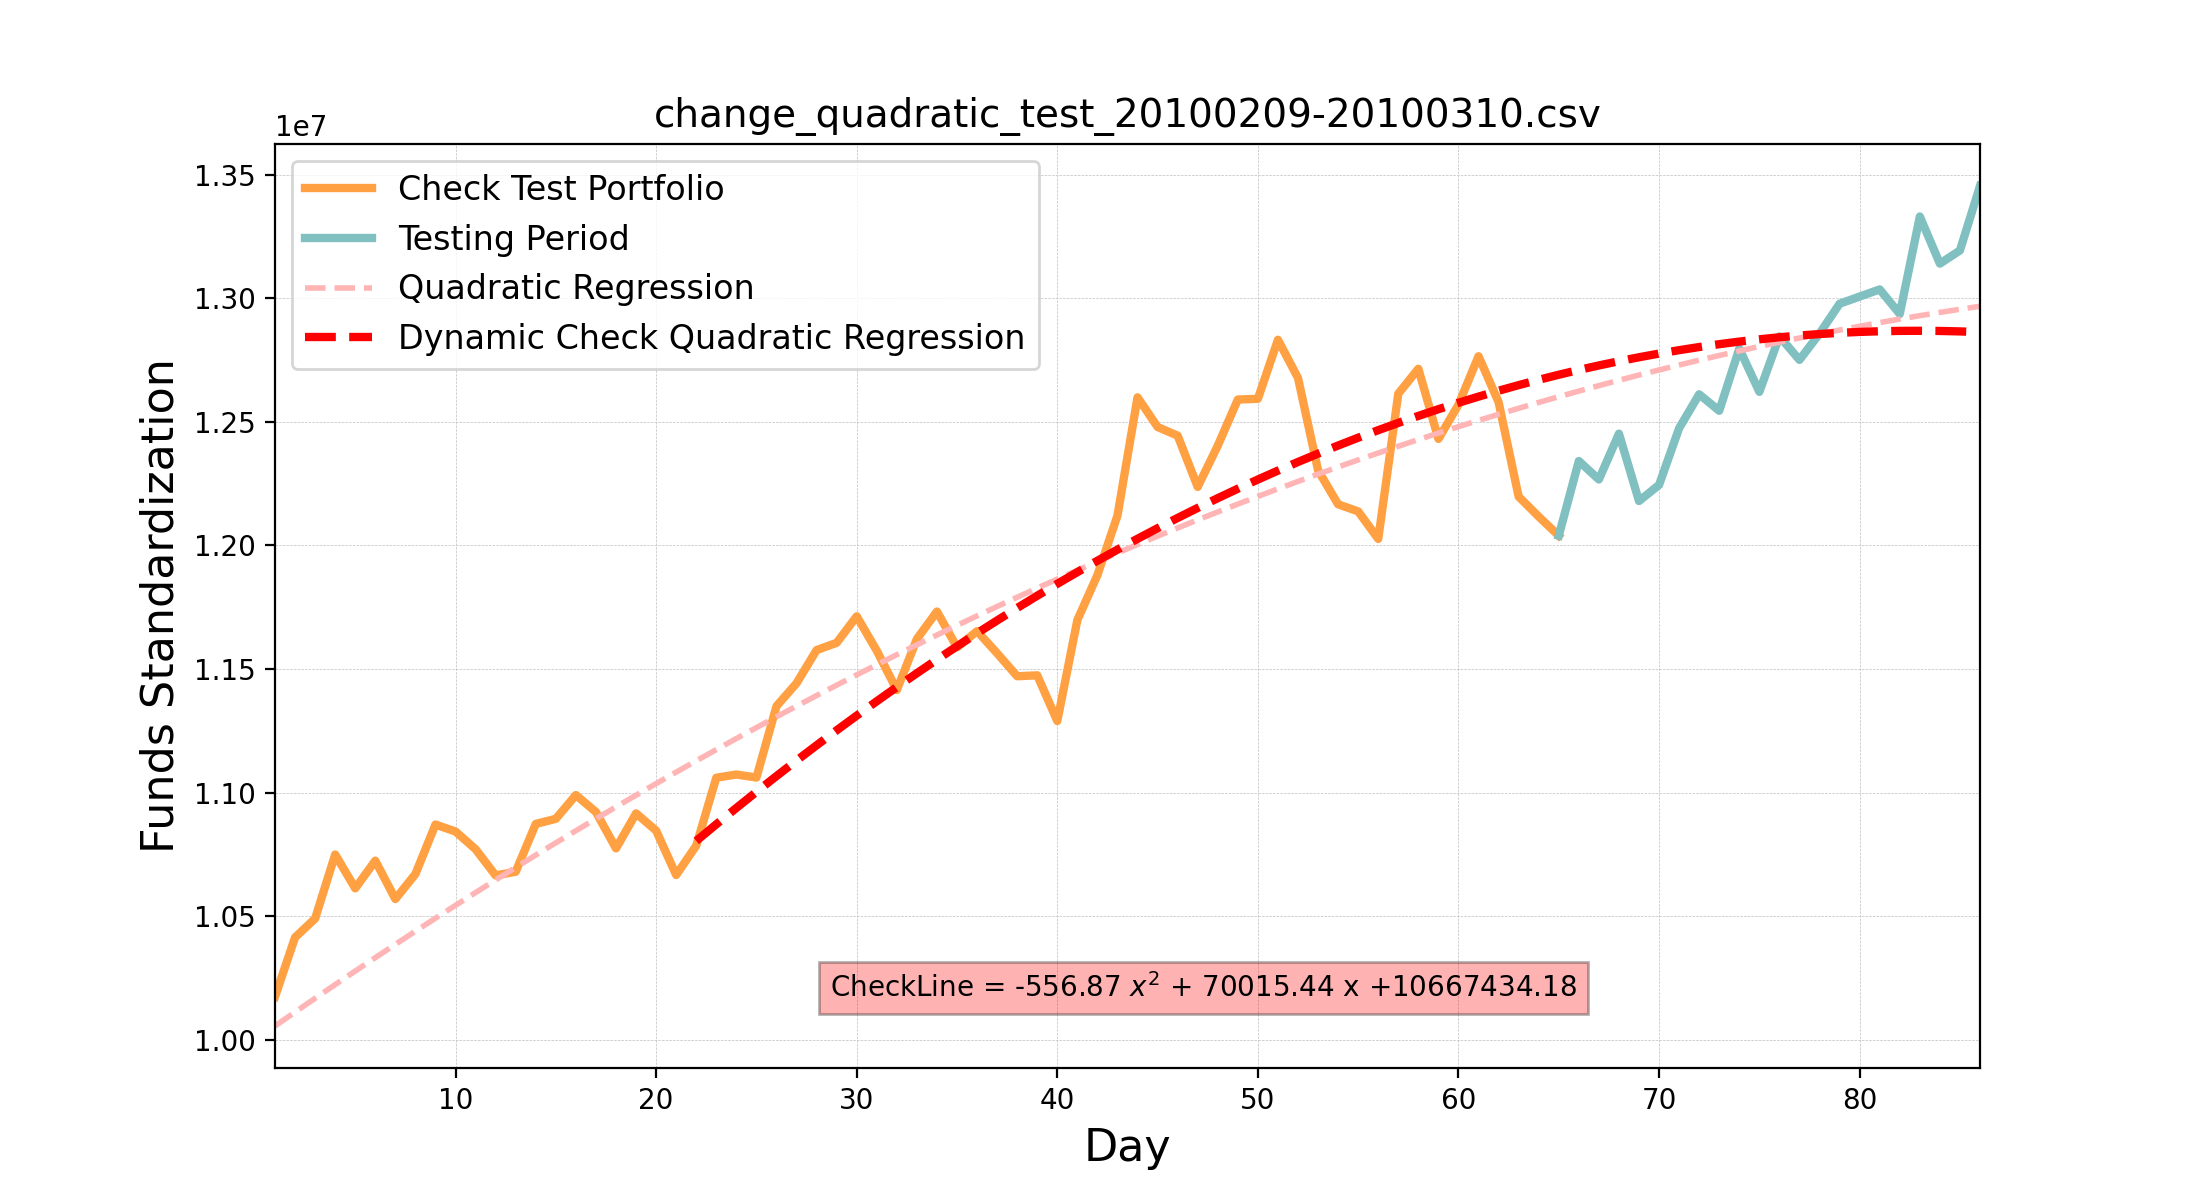 change_quadratic_test_20100209-20100310.csv
1e7
Check Test Portfolio
Testing Period
Quadratic Regression
Dynamic Check Quadratic Regression
1.35
1.30
1.25
1.20
1.15
1.10
1.05
1.00
Funds Standardization
CheckLine = -556.87 x² + 70015.44 x +10667434.18
10 20 30 40 50 60 70 80
Day